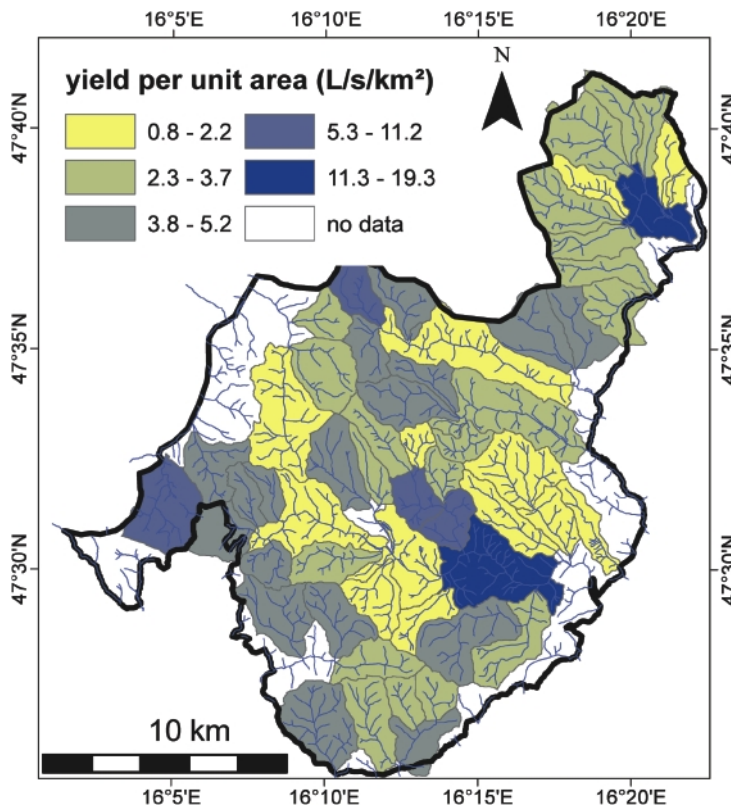 16°5'E 16°10'E 16°15'E 16°20'E
yield per unit area (L/s/km²)
N
0.8 - 2.2 5.3 - 11.2
2.3 - 3.7 11.3 - 19.3
3.8 - 5.2 no data
47°40'N 47°40'N
47°35'N 47°35'N
47°30'N 47°30'N
10 km
16°5'E 16°10'E 16°15'E 16°20'E